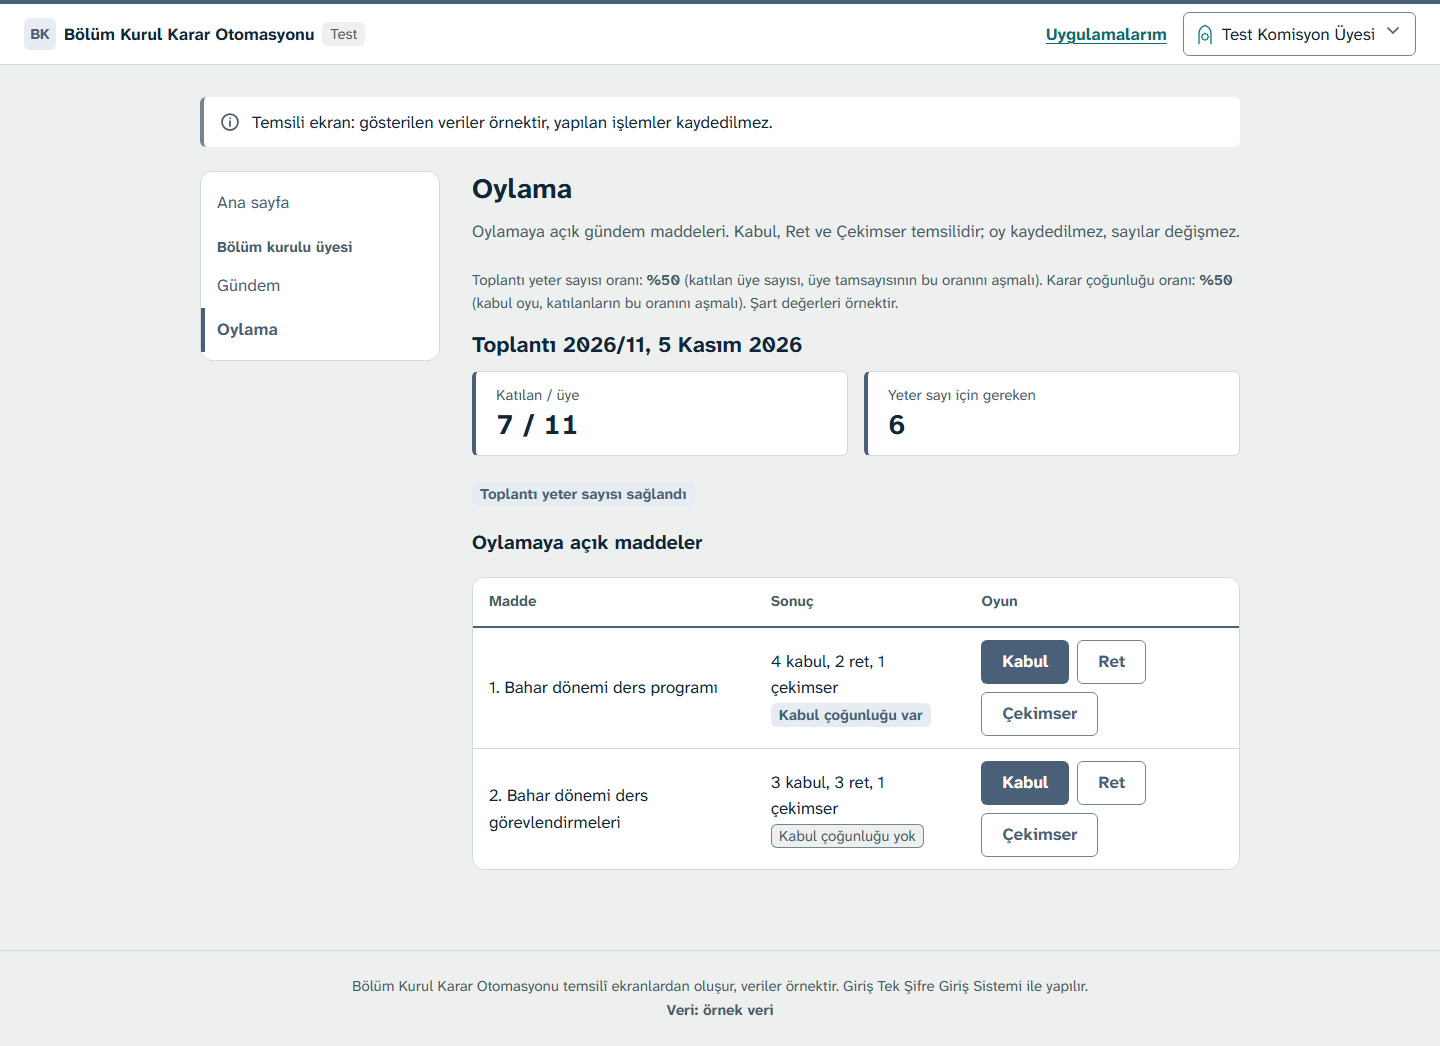 BK Bölüm Kurul Karar Otomasyonu Test
Uygulamalarım
Test Komisyon Üyesi
Temsili ekran: gösterilen veriler örnektir, yapılan işlemler kaydedilmez.
Ana sayfa
Bölüm kurulu üyesi
Gündem
Oylama
Oylama
Oylamaya açık gündem maddeleri. Kabul, Ret ve Çekimser temsilidir; oy kaydedilmez, sayılar değişmez.
Toplantı yeter sayısı oranı: %50 (katılan üye sayısı, üye tamsayısının bu oranını aşmalı). Karar çoğunluğu oranı: %50
(kabul oyu, katılanların bu oranını aşmalı). Şart değerleri örnektir.
Toplantı 2026/11, 5 Kasım 2026
Katılan / üye
7 / 11
Yeter sayı için gereken
6
Toplantı yeter sayısı sağlandı
Oylamaya açık maddeler
Madde Sonuç Oyun
1. Bahar dönemi ders programı
4 kabul, 2 ret, 1
çekimser
Kabul çoğunluğu var
Kabul Ret
Çekimser
2. Bahar dönemi ders
görevlendirmeleri
3 kabul, 3 ret, 1
çekimser
Kabul çoğunluğu yok
Kabul Ret
Çekimser
Bölüm Kurul Karar Otomasyonu temsilî ekranlardan oluşur, veriler örnektir. Giriş Tek Şifre Giriş Sistemi ile yapılır.
Veri: örnek veri